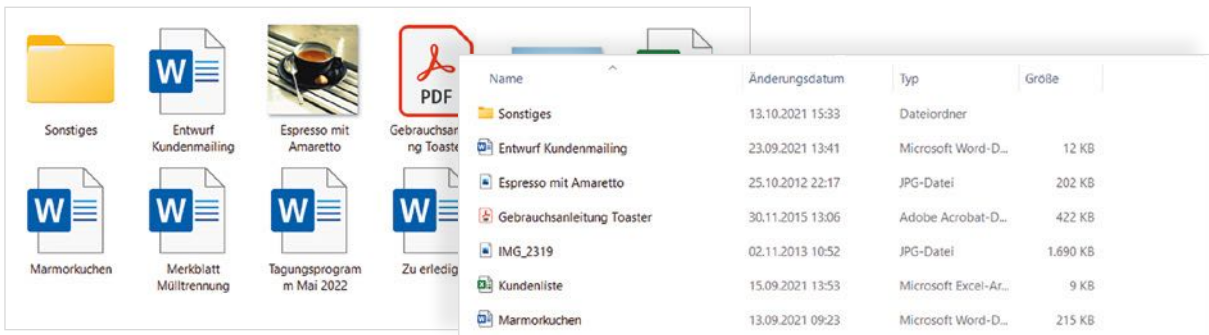 W
W
PDF
Sonstiges
Entwurf
Kundenmailing
Espresso mit
Amaretto
Gebrauchsan
ng Toaste
W
W
W
W
Marmorkuchen
Merkblatt
Mülltrennung
Tagungsprogram
m Mai 2022
Zu erledig
Name Änderungsdatum Typ Größe
Sonstiges 13.10.2021 15:33 Dateiordner
Entwurf Kundenmailing 23.09.2021 13:41 Microsoft Word-D... 12 KB
Espresso mit Amaretto 25.10.2012 22:17 JPG-Datei 202 KB
Gebrauchsanleitung Toaster 30.11.2015 13:06 Adobe Acrobat-D... 422 KB
IMG_2319 02.11.2013 10:52 JPG-Datei 1.690 KB
Kundenliste 15.09.2021 13:53 Microsoft Excel-Ar... 9 KB
Marmorkuchen 13.09.2021 09:23 Microsoft Word-D... 215 KB